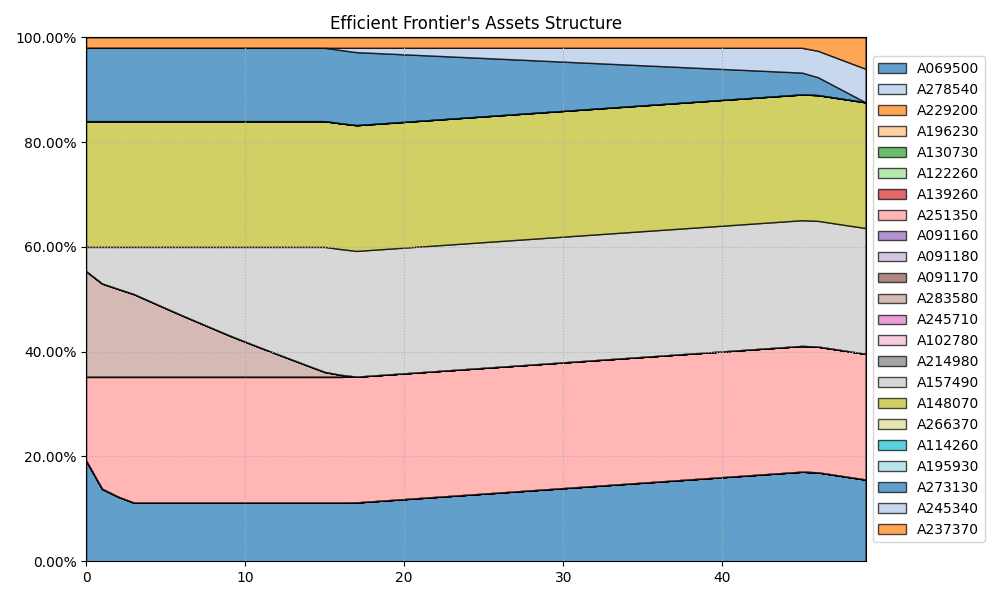 Efficient Frontier's Assets Structure
100.00%
80.00%
60.00%
40.00%
20.00%
0.00%
0
10
20
30
40
A069500
A278540
A229200
A196230
A130730
A122260
A139260
A251350
A091160
A091180
A091170
A283580
A245710
A102780
A214980
A157490
A148070
A266370
A114260
A195930
A273130
A245340
A237370